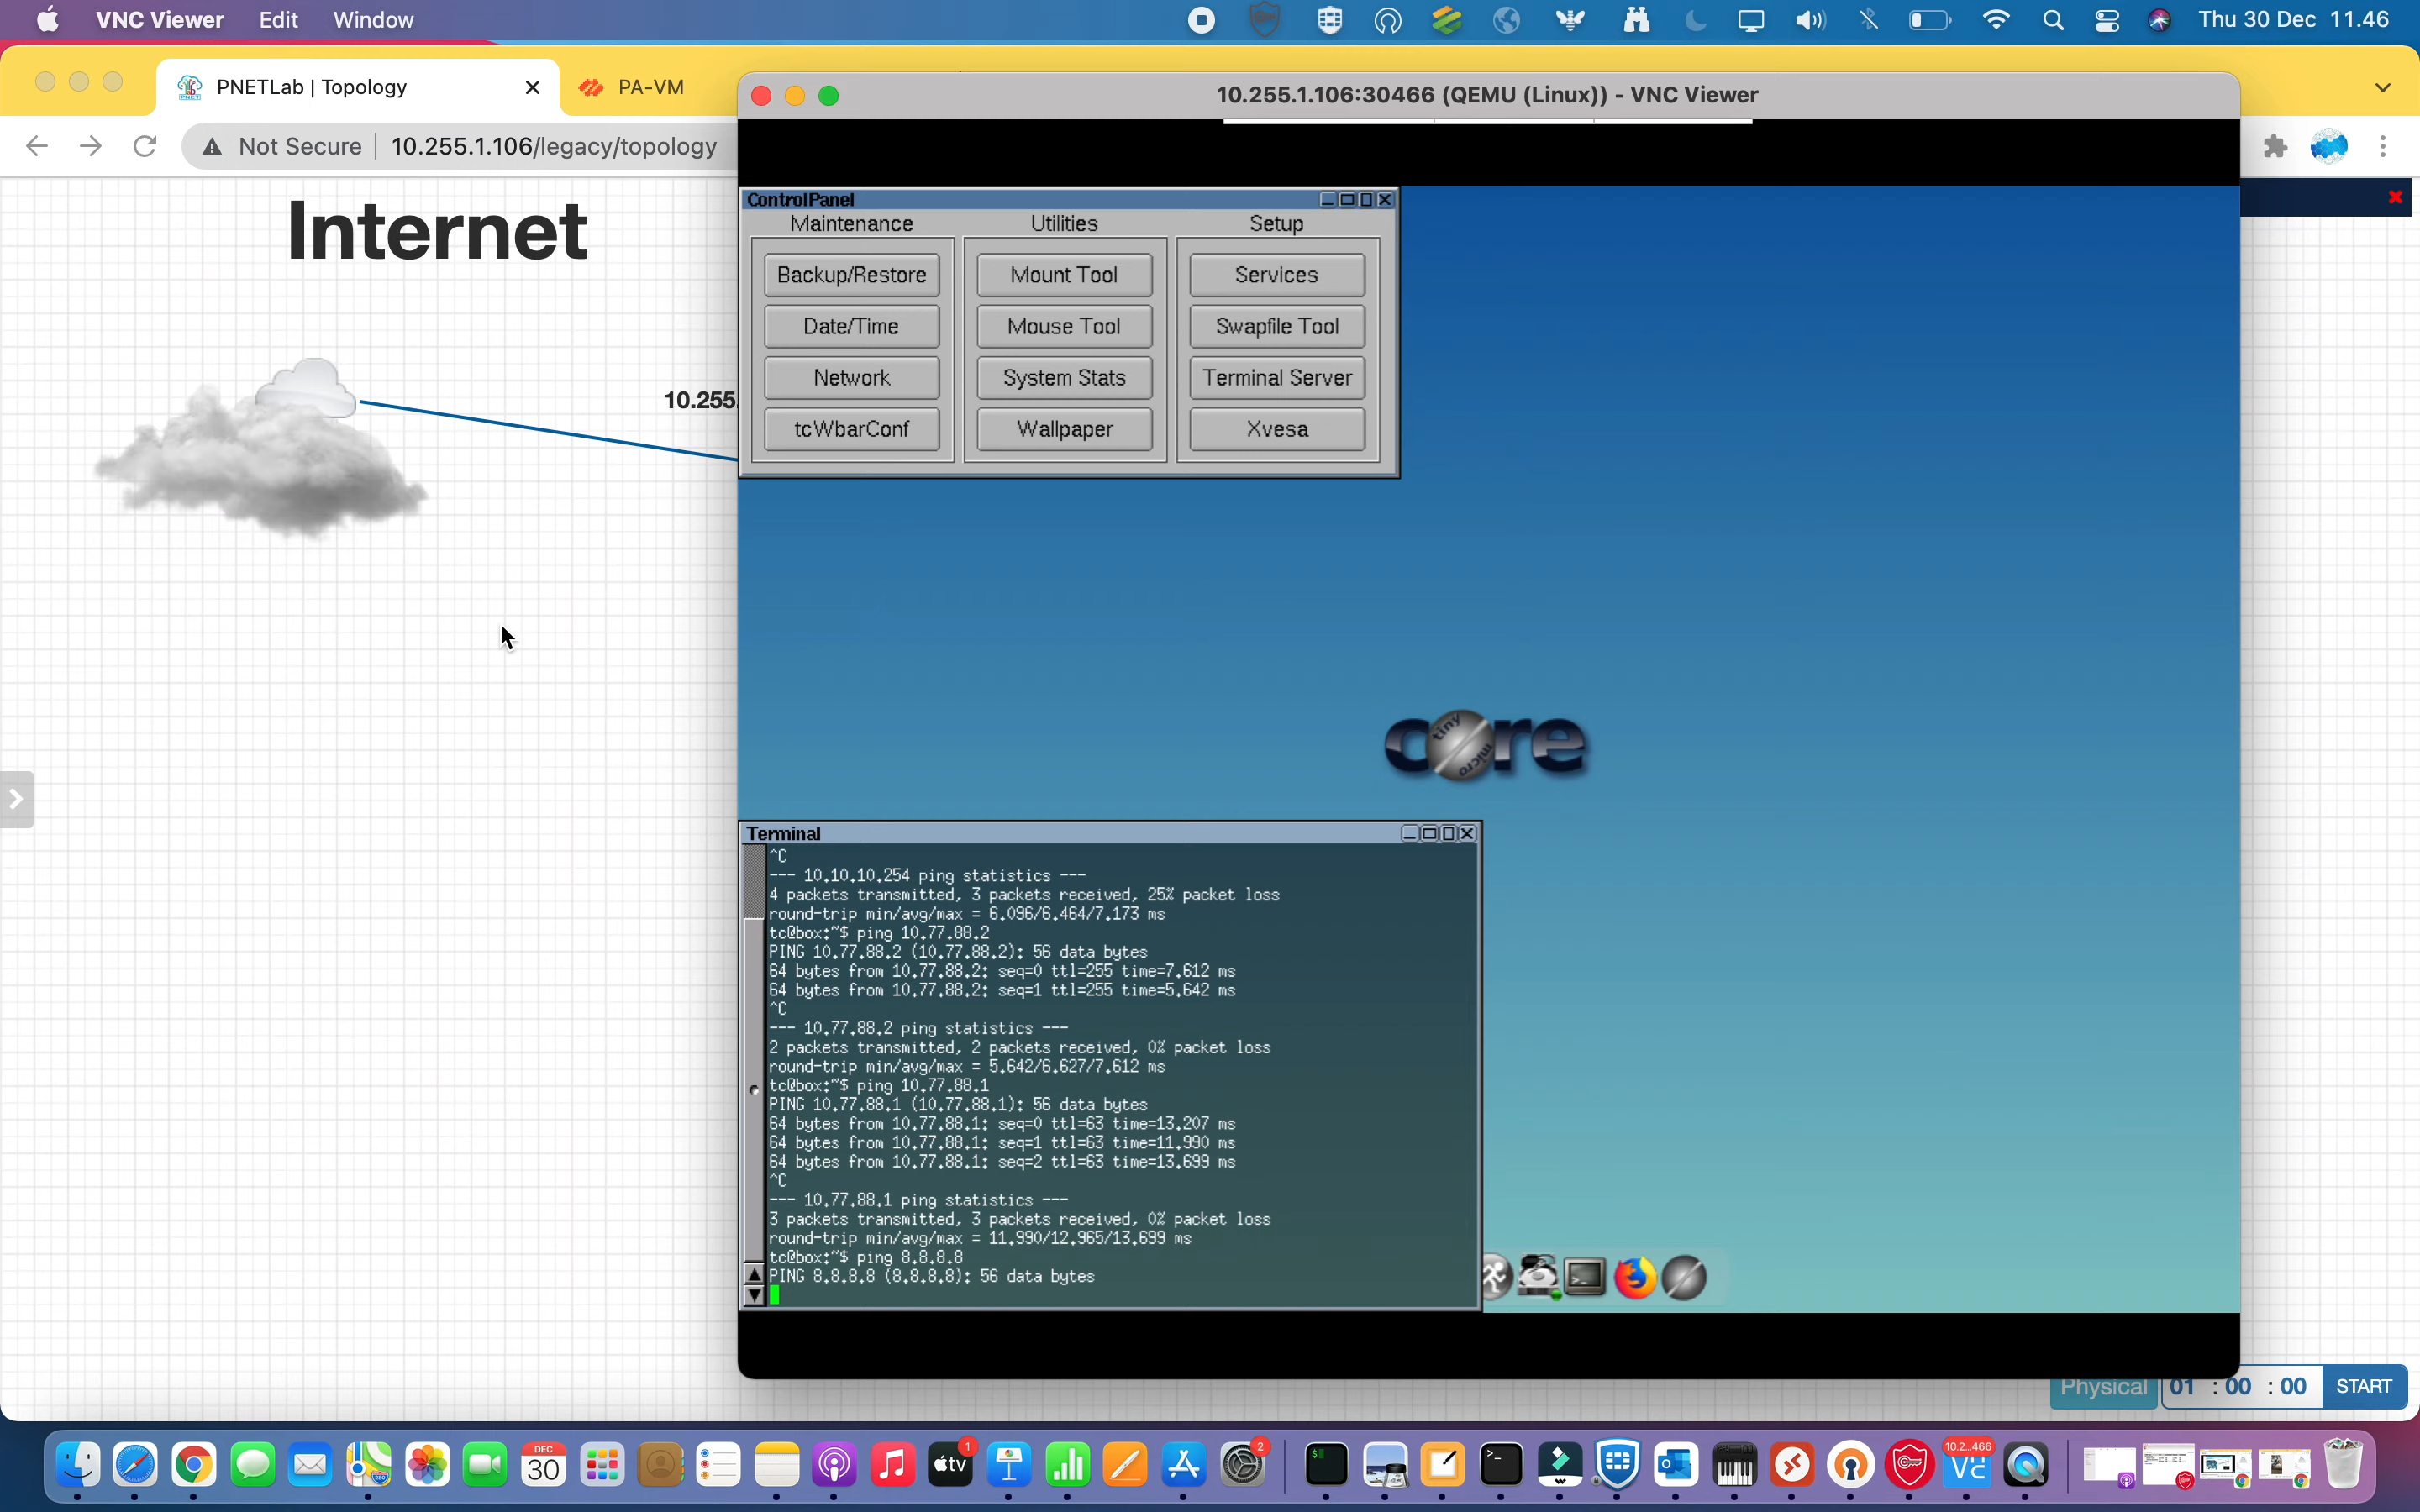 VNC Viewer Edit Window
Thu 30 Dec 11.46
PNETLab | Topology
PA-VM
10.255.1.106:30466 (QEMU (Linux)) - VNC Viewer
Not Secure
10.255.1.106/legacy/topology
Internet
10.255.
ControlPanel
Maintenance Utilities Setup
Backup/Restore Mount Tool Services
Date/Time Mouse Tool Swapfile Tool
Network System Stats Terminal Server
tcWbarConf Wallpaper Xvesa
core
tiny
micro
Terminal
^C
--- 10.10.10.254 ping statistics ---
4 packets transmitted, 3 packets received, 25% packet loss
round-trip min/avg/max = 6.096/6.464/7.173 ms
tc@box:~$ ping 10.77.88.2
PING 10.77.88.2 (10.77.88.2): 56 data bytes
64 bytes from 10.77.88.2: seq=0 ttl=255 time=7.612 ms
64 bytes from 10.77.88.2: seq=1 ttl=255 time=5.642 ms
^C
--- 10.77.88.2 ping statistics ---
2 packets transmitted, 2 packets received, 0% packet loss
round-trip min/avg/max = 5.642/6.627/7.612 ms
tc@box:~$ ping 10.77.88.1
PING 10.77.88.1 (10.77.88.1): 56 data bytes
64 bytes from 10.77.88.1: seq=0 ttl=63 time=13.207 ms
64 bytes from 10.77.88.1: seq=1 ttl=63 time=11.990 ms
64 bytes from 10.77.88.1: seq=2 ttl=63 time=13.699 ms
^C
--- 10.77.88.1 ping statistics ---
3 packets transmitted, 3 packets received, 0% packet loss
round-trip min/avg/max = 11.990/12.965/13.699 ms
tc@box:~$ ping 8.8.8.8
PING 8.8.8.8 (8.8.8.8): 56 data bytes
Physical 01 : 00 : 00 START
DEC
30
tv
1
2
10.2...466